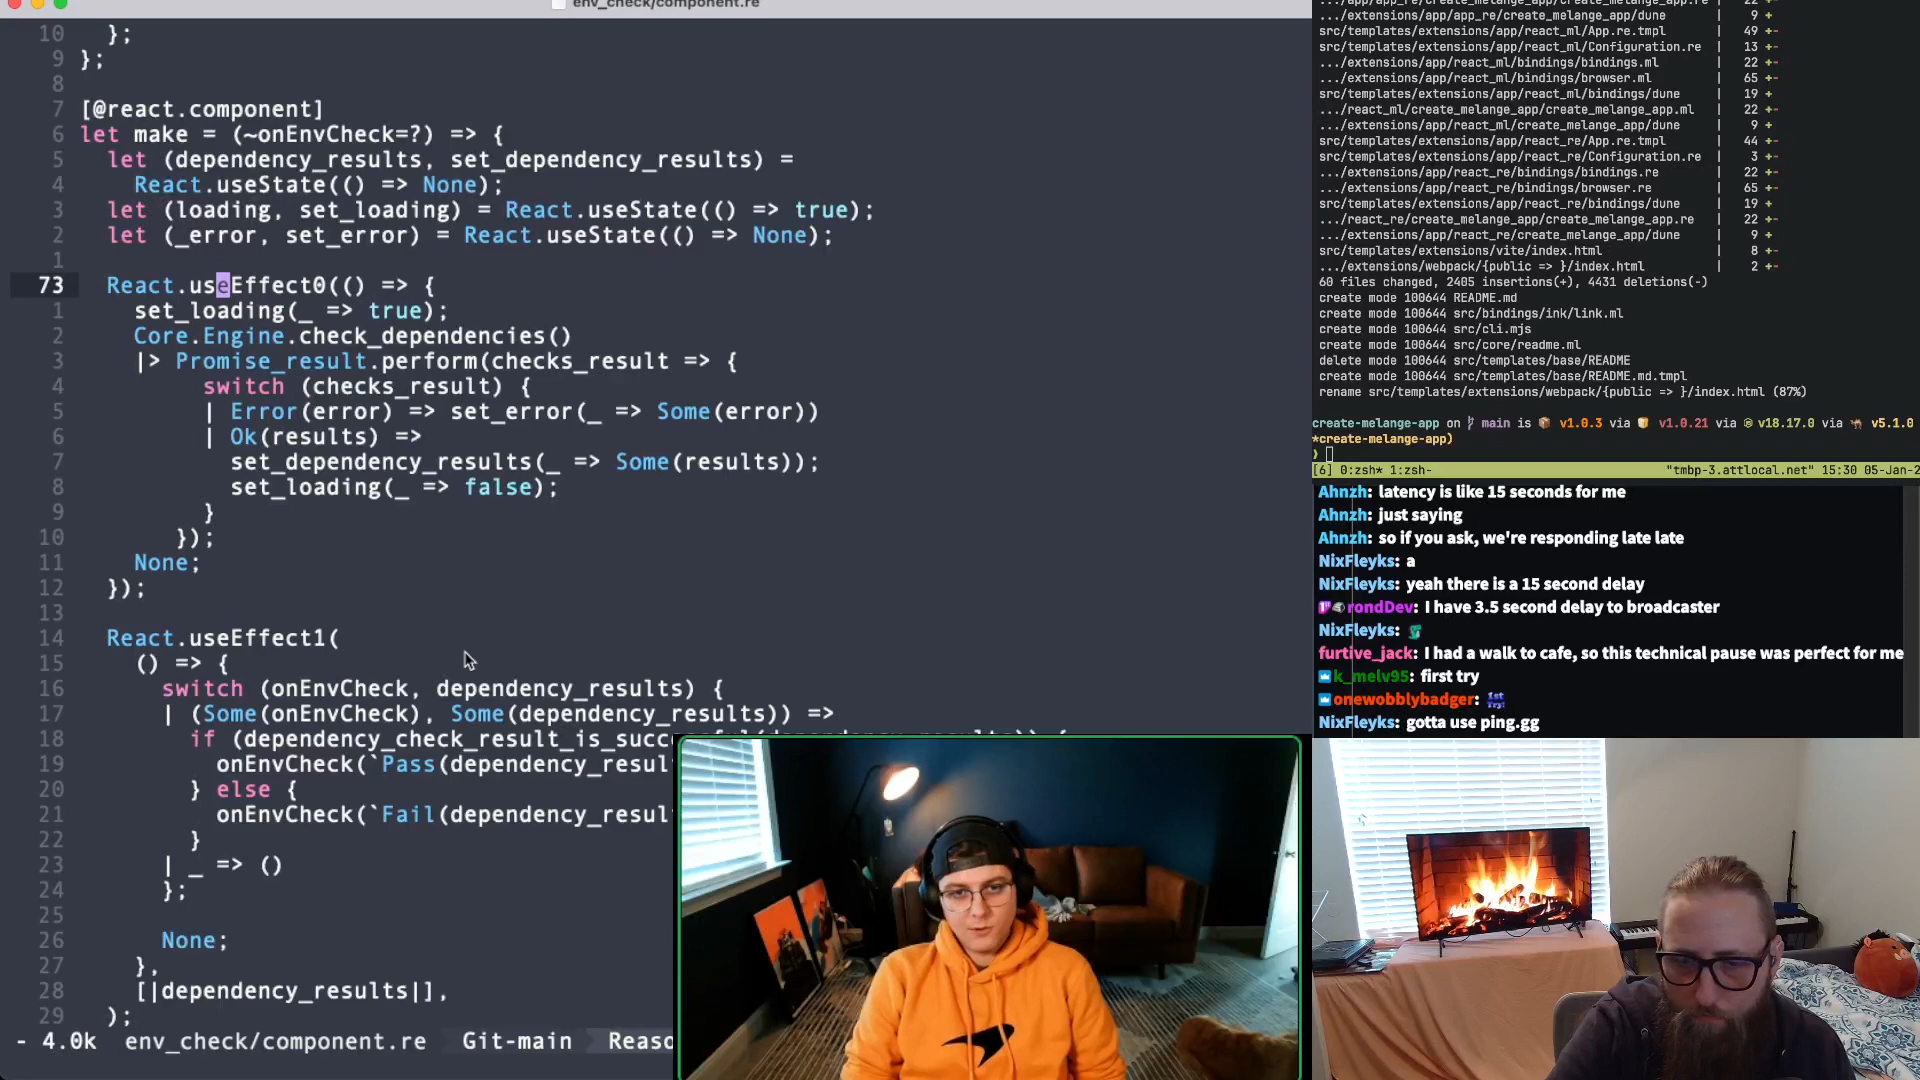 env_check/component.re
10 };
9 };
8
7 [@react.component]
6 let make = (~onEnvCheck=?) => {
5 let (dependency_results, set_dependency_results) =
4 React.useState(() => None);
3 let (loading, set_loading) = React.useState(() => true);
2 let (_error, set_error) = React.useState(() => None);
1
73 React.useEffect0(() => {
1 set_loading(_ => true);
2 Core.Engine.check_dependencies()
3 |> Promise_result.perform(checks_result => {
4 switch (checks_result) {
5 | Error(error) => set_error(_ => Some(error))
6 | Ok(results) =>
7 set_dependency_results(_ => Some(results));
8 set_loading(_ => false);
9 }
10 });
11 None;
12 });
13
14 React.useEffect1(
15 () => {
16 switch (onEnvCheck, dependency_results) {
17 | (Some(onEnvCheck), Some(dependency_results)) =>
18 if (dependency_check_result_is_succ
19 onEnvCheck(`Pass(dependency_resul
20 } else {
21 onEnvCheck(`Fail(dependency_resul
22 }
23 | _ => ()
24 };
25
26 None;
27 },
28 [|dependency_results|],
29 );
- 4.0k env_check/component.re Git-main Reaso
.../extensions/app/app_re/create_melange_app/dune | 9 +
src/templates/extensions/app/react_ml/App.re.tmpl | 49 +-
.../extensions/app/react_ml/Configuration.re | 13 +-
.../extensions/app/react_ml/bindings/bindings.ml | 22 +-
.../extensions/app/react_ml/bindings/browser.ml | 65 +-
src/templates/extensions/app/react_ml/bindings/dune | 19 +
.../react_ml/create_melange_app/create_melange_app.ml | 22 +-
.../extensions/app/react_ml/create_melange_app/dune | 9 +
src/templates/extensions/app/react_re/App.re.tmpl | 44 +-
.../extensions/app/react_re/Configuration.re | 3 +-
.../extensions/app/react_re/bindings/bindings.re | 22 +-
.../extensions/app/react_re/bindings/browser.re | 65 +-
src/templates/extensions/app/react_re/bindings/dune | 19 +
.../react_re/create_melange_app/create_melange_app.re | 22 +-
.../extensions/app/react_re/create_melange_app/dune | 9 +
src/templates/extensions/vite/index.html | 8 +-
.../extensions/webpack/{public => }/index.html | 2 +-
60 files changed, 2405 insertions(+), 4431 deletions(-)
create mode 100644 README.md
create mode 100644 src/bindings/ink/link.ml
create mode 100644 src/cli.mjs
create mode 100644 src/core/readme.ml
delete mode 100644 src/templates/base/README
create mode 100644 src/templates/base/README.md.tmpl
rename src/templates/extensions/webpack/{public => }/index.html (87%)
create-melange-app on main is v1.0.3 via v1.0.21 via v18.17.0 via v5.1.0
*create-melange-app)
[6] 0:zsh* 1:zsh- "tmbp-3.attlocal.net" 15:30 05-Jan-2
Ahnzh: latency is like 15 seconds for me
Ahnzh: just saying
Ahnzh: so if you ask, we're responding late late
NixFleyks: a
NixFleyks: yeah there is a 15 second delay
rondDev: I have 3.5 second delay to broadcaster
NixFleyks:
furtive_jack: I had a walk to cafe, so this technical pause was perfect for me
k_melv95: first try
onewobblybadger: 1st Try!
NixFleyks: gotta use ping.gg